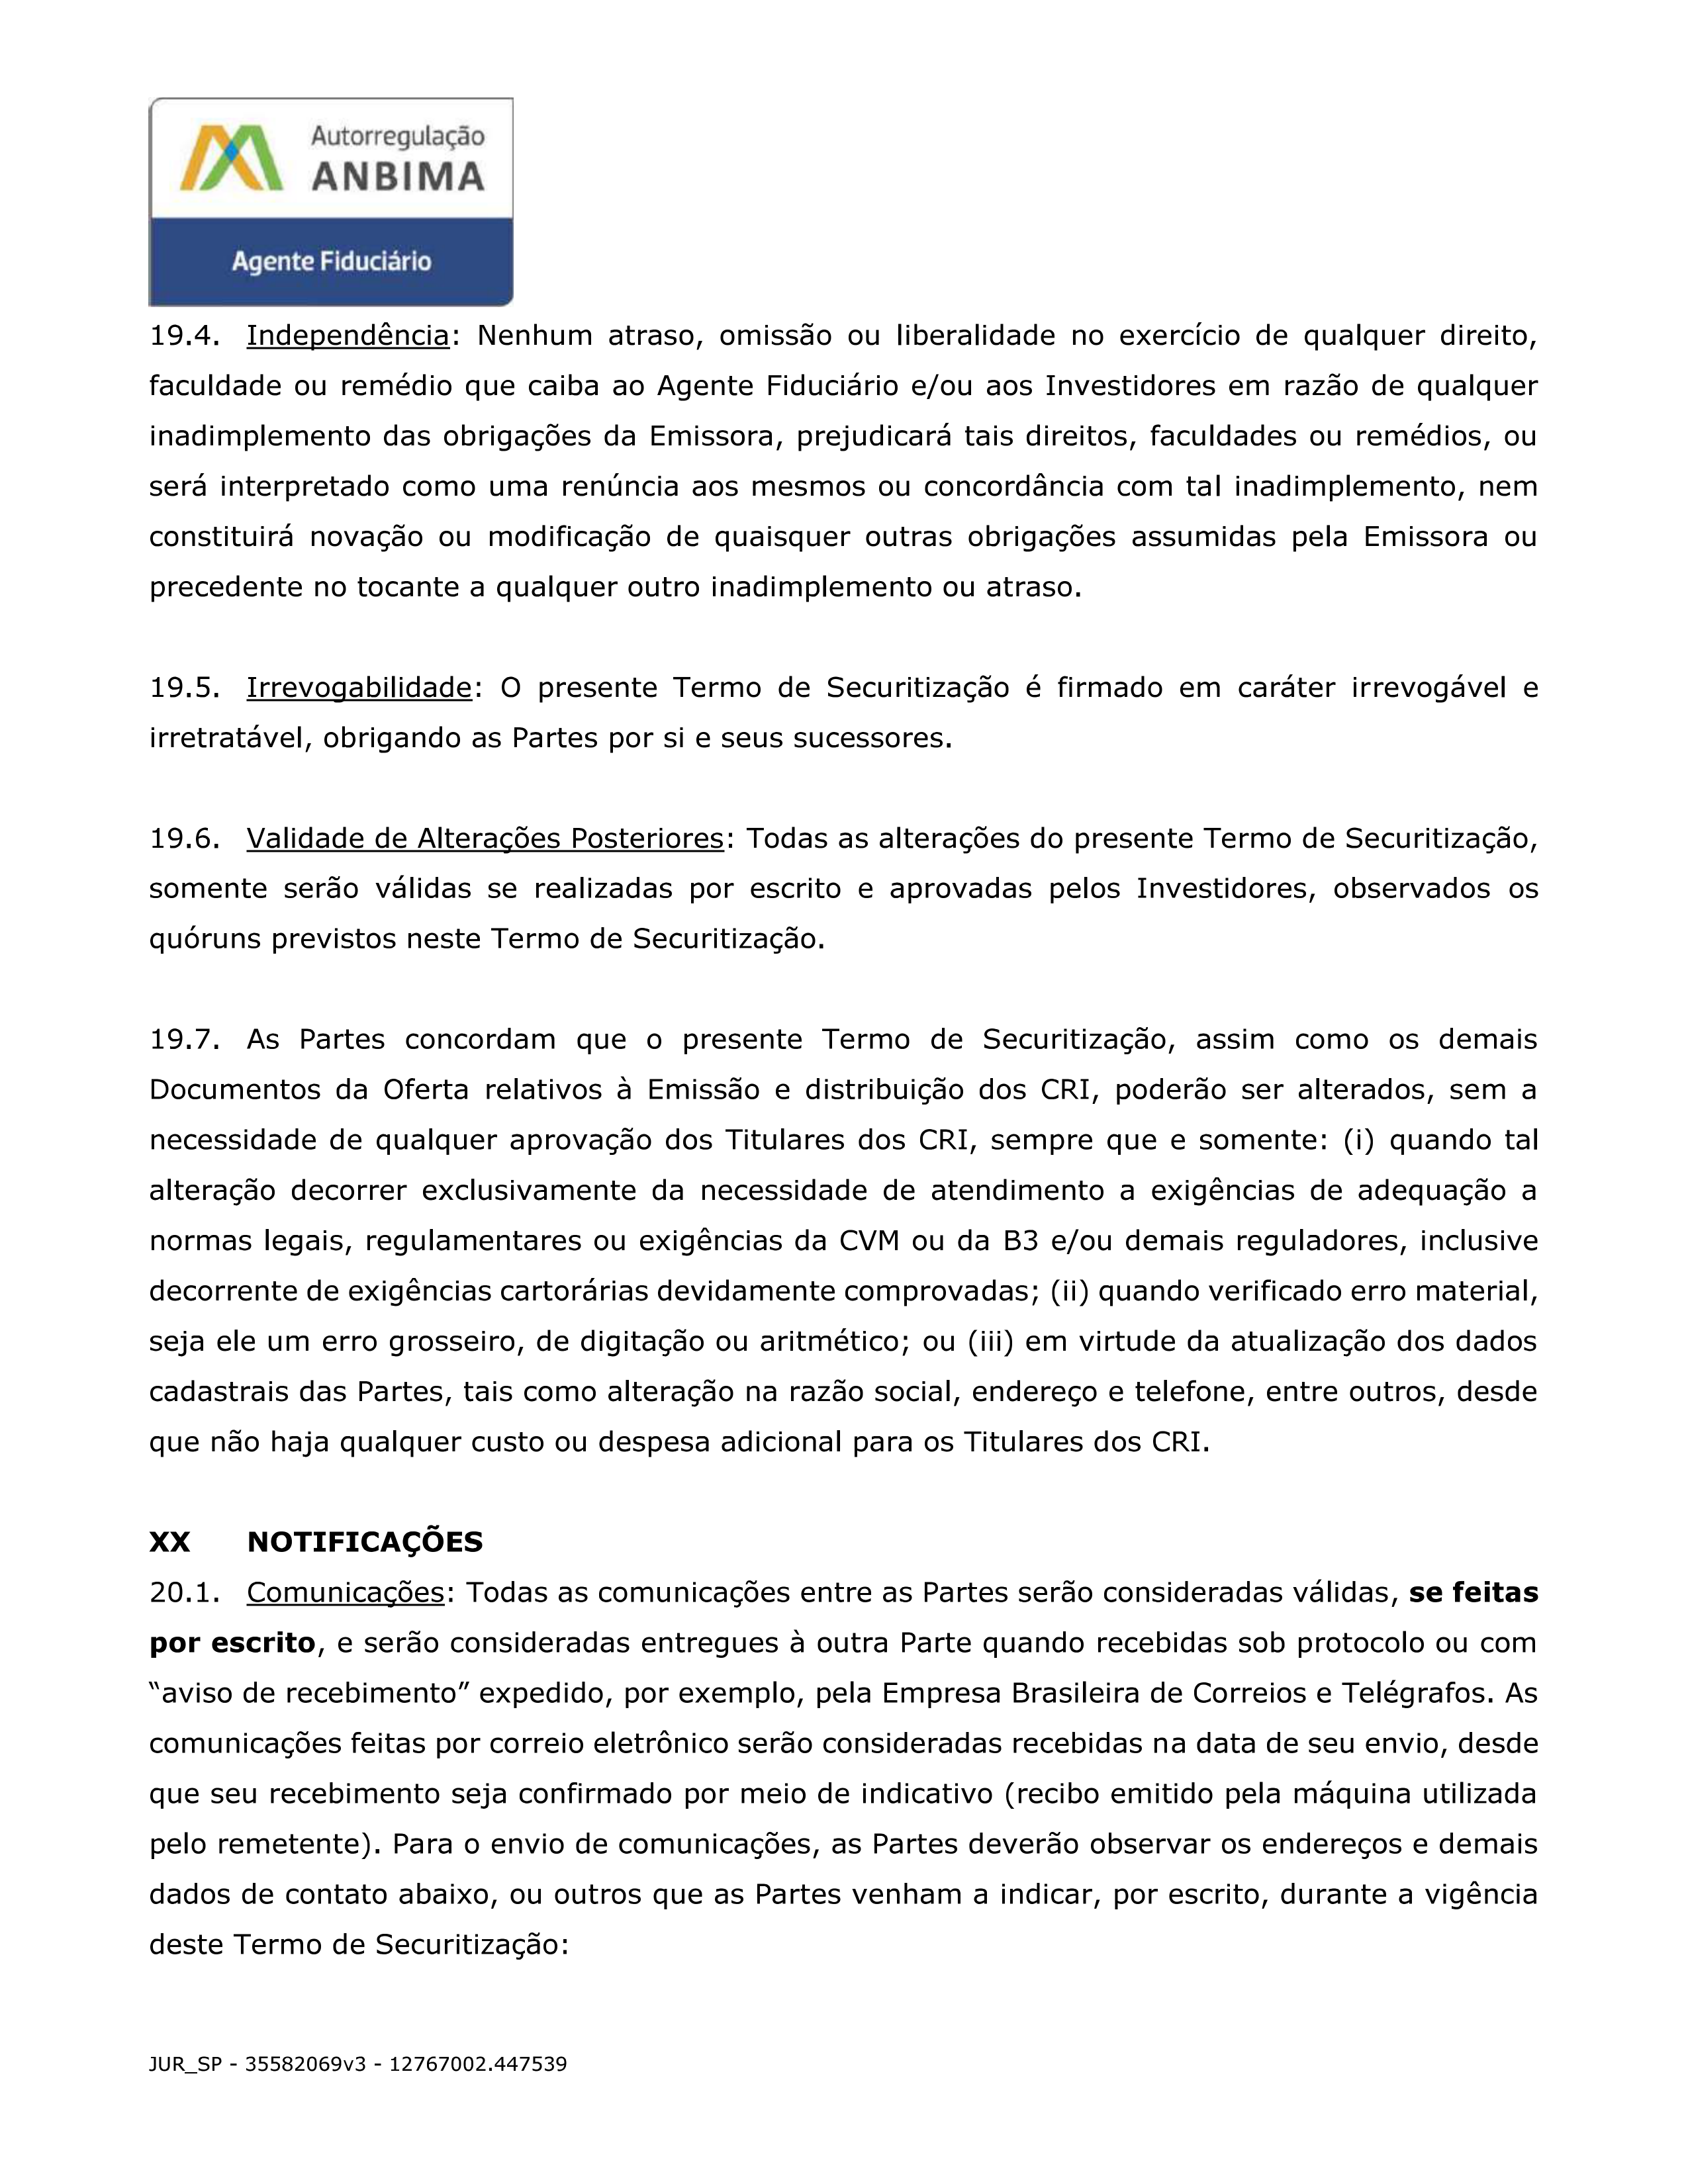 Autorregulação
ANBIMA
Agente Fiduciário
19.4. Independência: Nenhum atraso, omissão ou liberalidade no exercício de qualquer direito,
faculdade ou remédio que caiba ao Agente Fiduciário e/ou aos Investidores em razão de qualquer
inadimplemento das obrigações da Emissora, prejudicará tais direitos, faculdades ou remédios, ou
será interpretado como uma renúncia aos mesmos ou concordância com tal inadimplemento, nem
constituirá novação ou modificação de quaisquer outras obrigações assumidas pela Emissora ou
precedente no tocante a qualquer outro inadimplemento ou atraso.
19.5. Irrevogabilidade: O presente Termo de Securitização é firmado em caráter irrevogável e
irretratável, obrigando as Partes por si e seus sucessores.
19.6. Validade de Alterações Posteriores: Todas as alterações do presente Termo de Securitização,
somente serão válidas se realizadas por escrito e aprovadas pelos Investidores, observados os
quóruns previstos neste Termo de Securitização.
19.7. As Partes concordam que o presente Termo de Securitização, assim como os demais
Documentos da Oferta relativos à Emissão e distribuição dos CRI, poderão ser alterados, sem a
necessidade de qualquer aprovação dos Titulares dos CRI, sempre que e somente: (i) quando tal
alteração decorrer exclusivamente da necessidade de atendimento a exigências de adequação a
normas legais, regulamentares ou exigências da CVM ou da B3 e/ou demais reguladores, inclusive
decorrente de exigências cartorárias devidamente comprovadas; (ii) quando verificado erro material,
seja ele um erro grosseiro, de digitação ou aritmético; ou (iii) em virtude da atualização dos dados
cadastrais das Partes, tais como alteração na razão social, endereço e telefone, entre outros, desde
que não haja qualquer custo ou despesa adicional para os Titulares dos CRI.
XX NOTIFICAÇÕES
20.1. Comunicações: Todas as comunicações entre as Partes serão consideradas válidas, se feitas
por escrito, e serão consideradas entregues à outra Parte quando recebidas sob protocolo ou com
“aviso de recebimento” expedido, por exemplo, pela Empresa Brasileira de Correios e Telégrafos. As
comunicações feitas por correio eletrônico serão consideradas recebidas na data de seu envio, desde
que seu recebimento seja confirmado por meio de indicativo (recibo emitido pela máquina utilizada
pelo remetente). Para o envio de comunicações, as Partes deverão observar os endereços e demais
dados de contato abaixo, ou outros que as Partes venham a indicar, por escrito, durante a vigência
deste Termo de Securitização:
JUR_SP - 35582069v3 - 12767002.447539